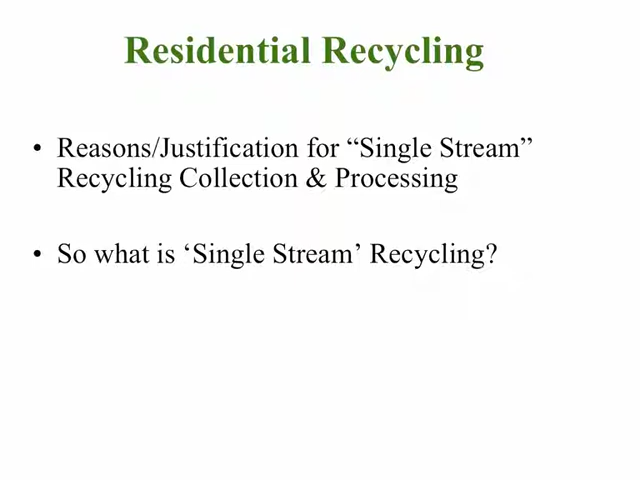 Residential Recycling
• Reasons/Justification for “Single Stream”
Recycling Collection & Processing
• So what is ‘Single Stream’ Recycling?